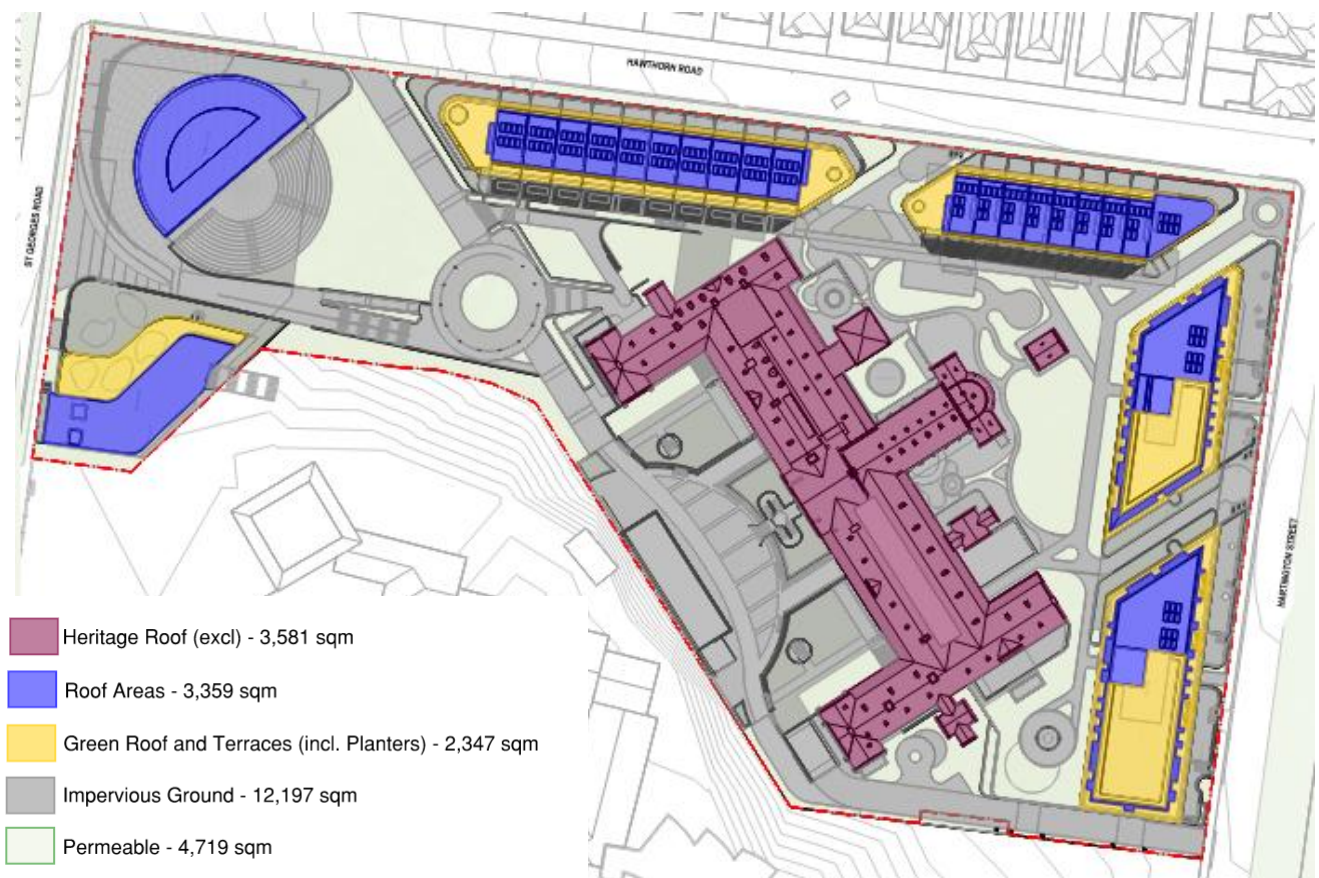 HAWTHORN ROAD
ST GEORGES ROAD
HARTINGTON STREET
Heritage Roof (excl) - 3,581 sqm
Roof Areas - 3,359 sqm
Green Roof and Terraces (incl. Planters) - 2,347 sqm
Impervious Ground - 12,197 sqm
Permeable - 4,719 sqm